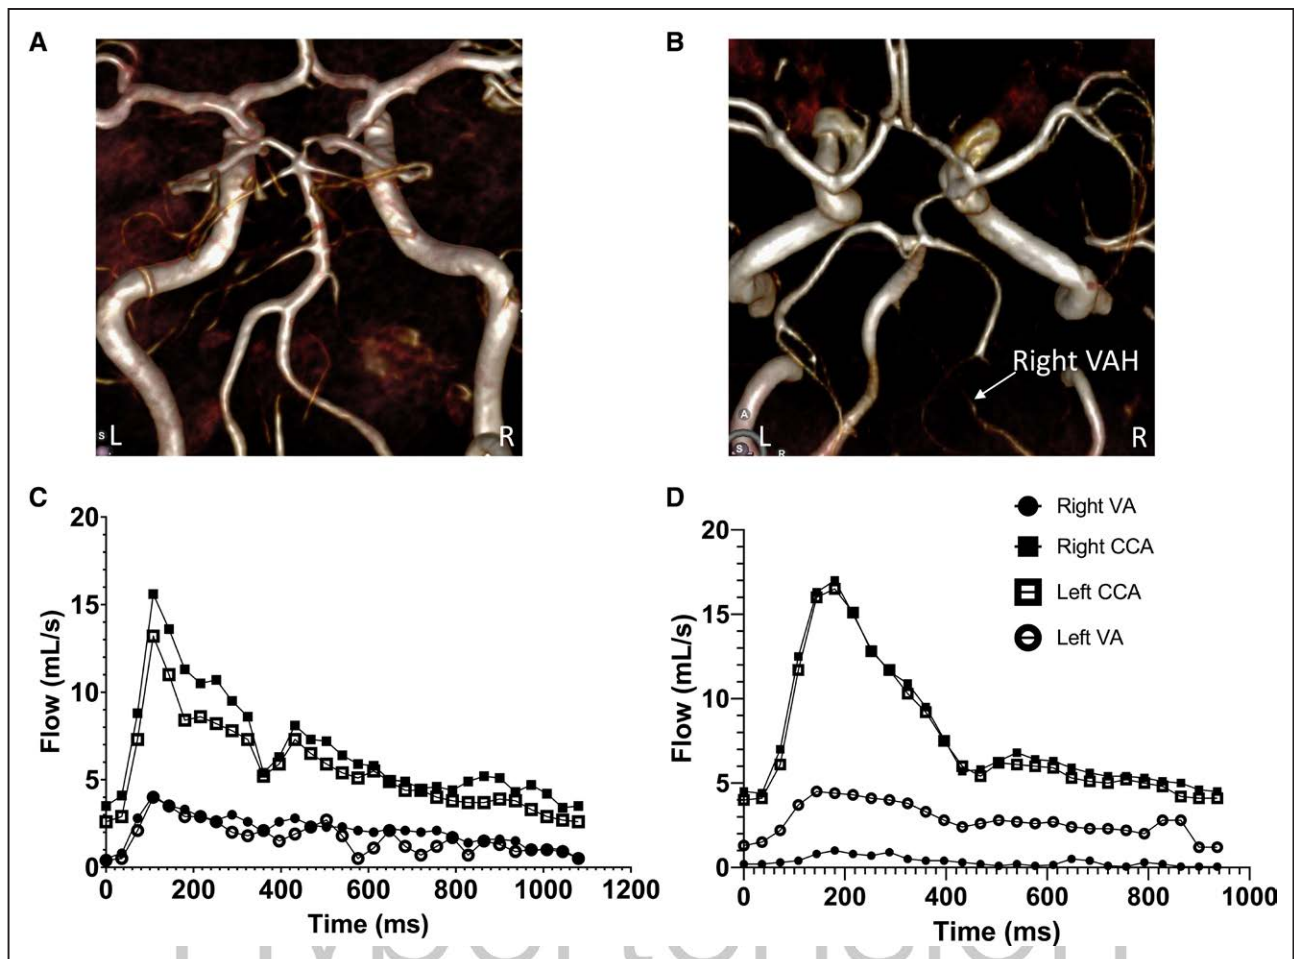 A
B
S L
R
Right VAH
A
L
S
R
R
C
D
Right VA
Right CCA
Left CCA
Left VA
20
15
10
5
0
Flow (mL/s)
0 200 400 600 800 1000 1200
Time (ms)
20
15
10
5
0
Flow (mL/s)
0 200 400 600 800 1000
Time (ms)
Hypertension